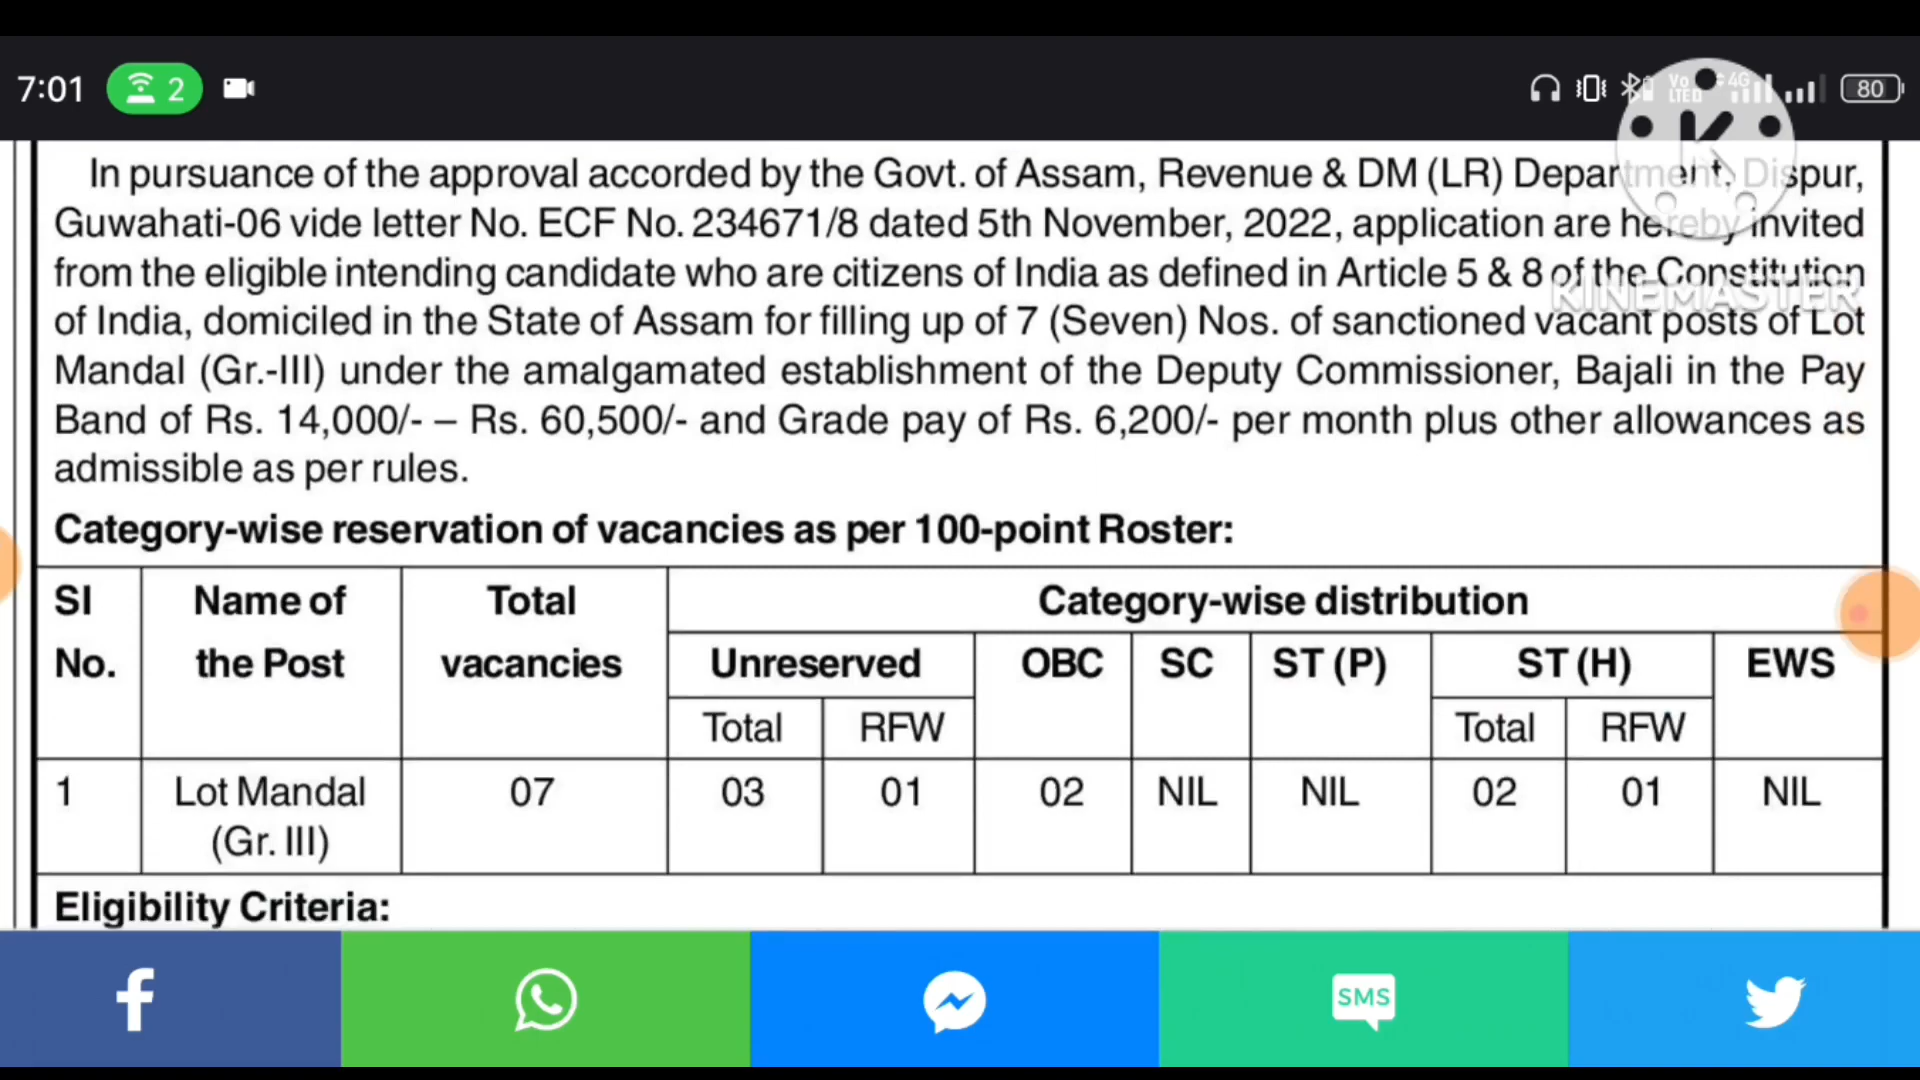 7:01 2 Vo LTED 4G 80
In pursuance of the approval accorded by the Govt. of Assam, Revenue & DM (LR) Department, Dispur,
Guwahati-06 vide letter No. ECF No. 234671/8 dated 5th November, 2022, application are hereby invited
from the eligible intending candidate who are citizens of India as defined in Article 5 & 8 of the Constitution
KINEMASTER
of India, domiciled in the State of Assam for filling up of 7 (Seven) Nos. of sanctioned vacant posts of Lot
Mandal (Gr.-III) under the amalgamated establishment of the Deputy Commissioner, Bajali in the Pay
Band of Rs. 14,000/- – Rs. 60,500/- and Grade pay of Rs. 6,200/- per month plus other allowances as
admissible as per rules.
Category-wise reservation of vacancies as per 100-point Roster:
SI Name of Total Category-wise distribution
No. the Post vacancies Unreserved OBC SC ST (P) ST (H) EWS
Total RFW Total RFW
1 Lot Mandal 07 03 01 02 NIL NIL 02 01 NIL
(Gr. III)
Eligibility Criteria:
SMS